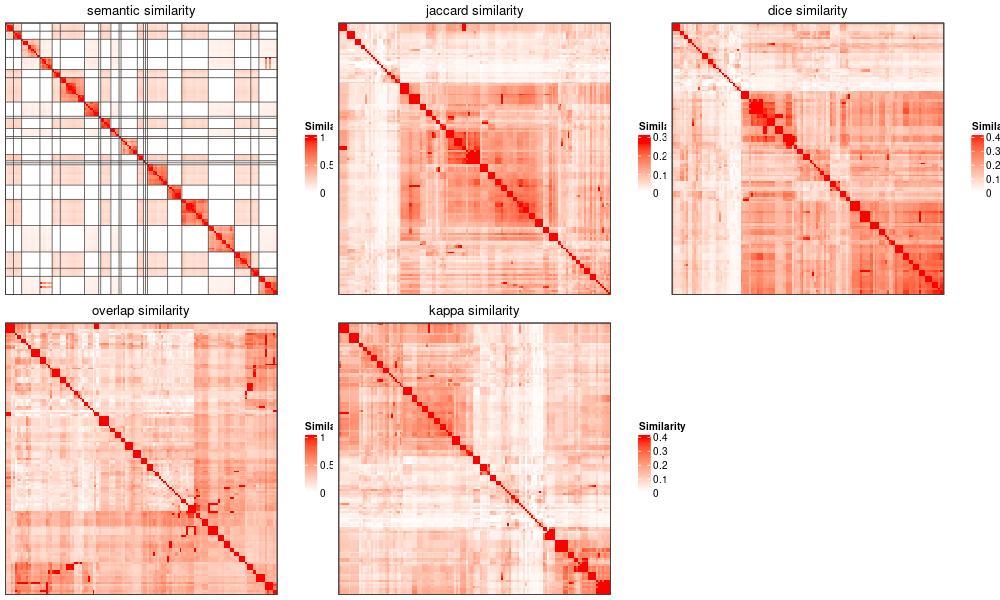 semantic similarity
jaccard similarity
dice similarity
Simila
1
0.5
0
Simila
0.3
0.2
0.1
0
Simila
0.4
0.3
0.2
0.1
0
overlap similarity
kappa similarity
Simila
1
0.5
0
Similarity
0.4
0.3
0.2
0.1
0